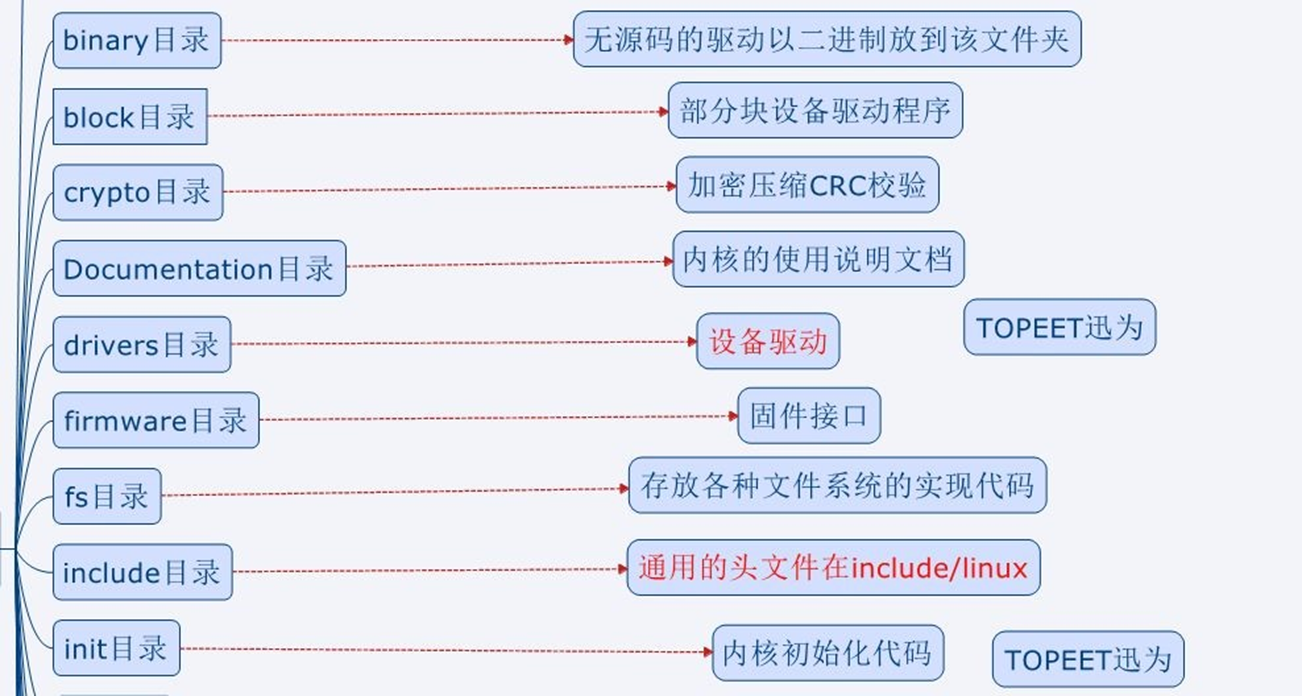 binary目录
无源码的驱动以二进制放到该文件夹
block目录
部分块设备驱动程序
crypto目录
加密压缩CRC校验
Documentation目录
内核的使用说明文档
TOPEET迅为
drivers目录
设备驱动
firmware目录
固件接口
fs目录
存放各种文件系统的实现代码
include目录
通用的头文件在include/linux
init目录
内核初始化代码
TOPEET迅为